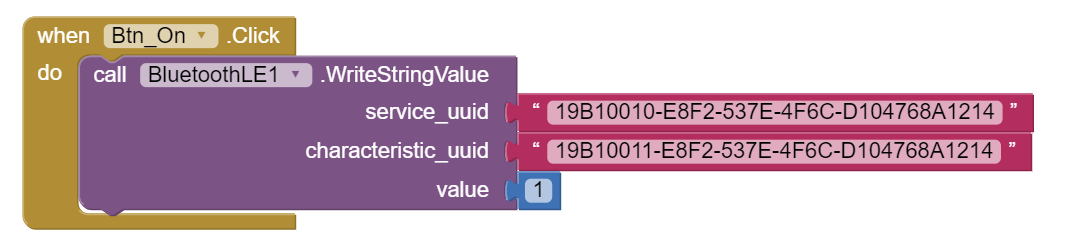 when Btn_On .Click
do call BluetoothLE1 .WriteStringValue
service_uuid “ 19B10010-E8F2-537E-4F6C-D104768A1214 ”
characteristic_uuid “ 19B10011-E8F2-537E-4F6C-D104768A1214 ”
value 1